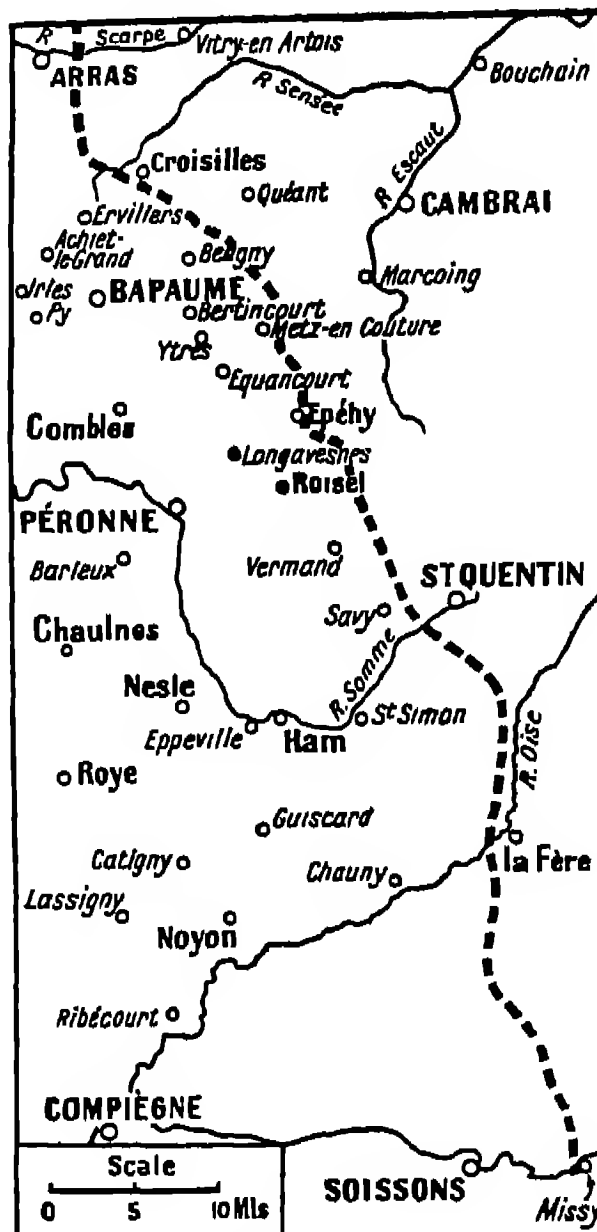 R Scarpe
Vitry-en Artois
ARRAS
Bouchain
R Sensée
Croisilles
R Escaut
Quéant
CAMBRAI
Ervillers
Achiet-
le-Grand
Beugny
Marcoing
Irles
BAPAUME
Py
Bertincourt
Metz-en Couture
Ytres
Equancourt
Combles
Epéhy
Longavesnes
Roisel
PÉRONNE
Barleux
Vermand
ST QUENTIN
Savy
Chaulnes
R. Somme
Nesle
St Simon
Eppeville
Ham
R. Oise
Roye
Guiscard
la Fère
Catigny
Chauny
Lassigny
Noyon
Ribécourt
COMPIÈGNE
Scale
0 5 10 Mls
SOISSONS
Missy